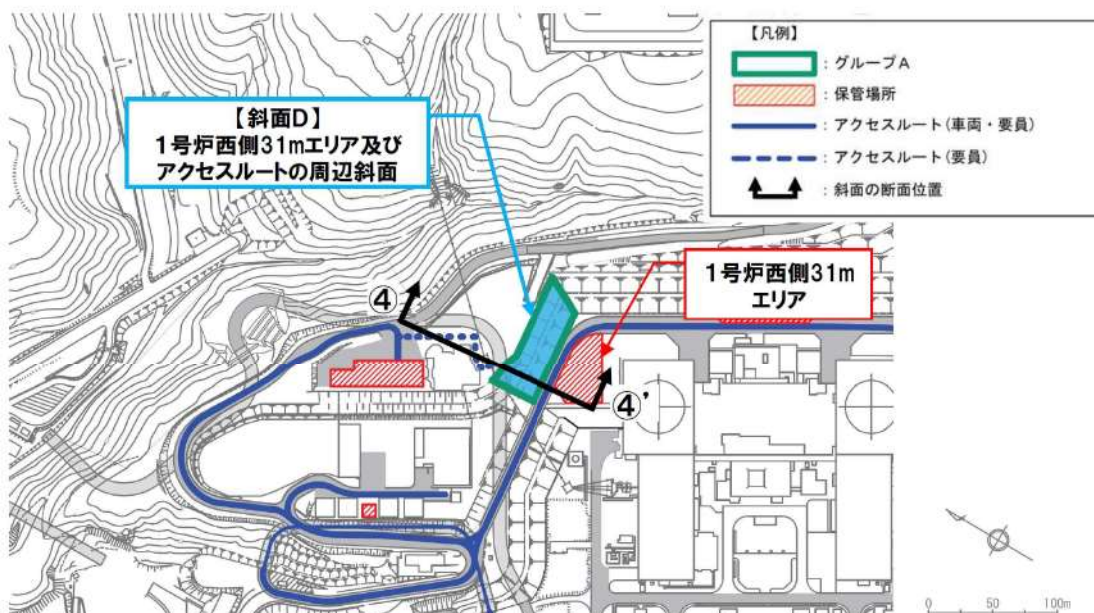 【凡例】
: グループA
: 保管場所
: アクセスルート(車両・要員)
: アクセスルート(要員)
: 斜面の断面位置
【斜面D】
1号炉西側31mエリア及び
アクセスルートの周辺斜面
1号炉西側31m
エリア
④
④'
0 50 100m